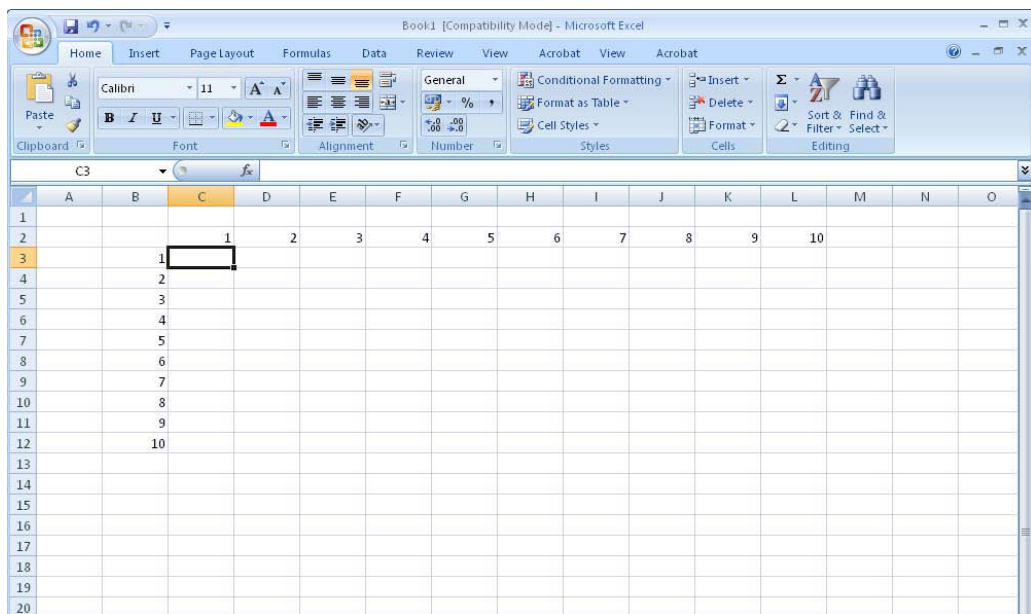 Book1 [Compatibility Mode] - Microsoft Excel
Home Insert Page Layout Formulas Data Review View Acrobat View Acrobat
Paste
Calibri 11 A A
B I U A
General
% ,
.00 .00
Conditional Formatting
Format as Table
Cell Styles
Insert
Delete
Format
Σ
Sort & Filter
Find & Select
Clipboard Font Alignment Number Styles Cells Editing
C3 fx
A B C D E F G H I J K L M N O
1
2 1 2 3 4 5 6 7 8 9 10
3 1
4 2
5 3
6 4
7 5
8 6
9 7
10 8
11 9
12 10
13
14
15
16
17
18
19
20